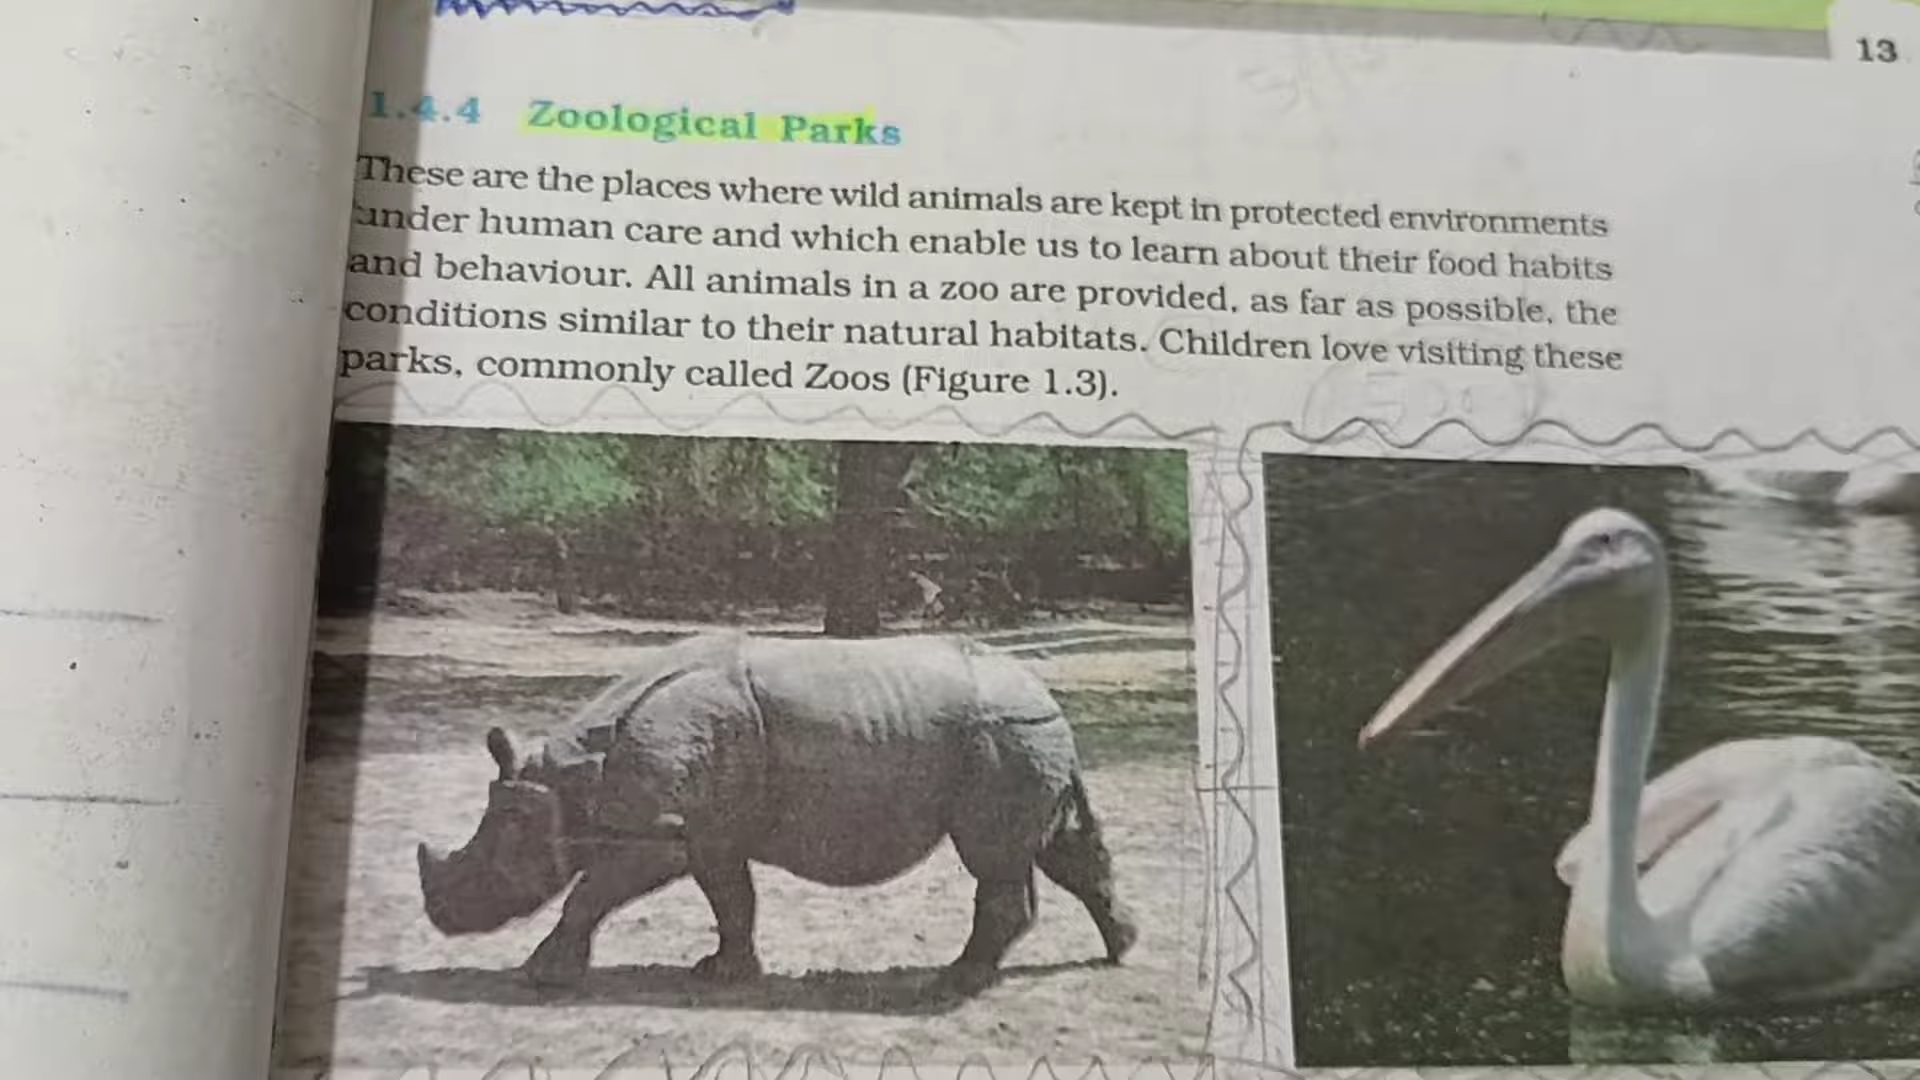 13
1.4.4 Zoological Parks
These are the places where wild animals are kept in protected environments
under human care and which enable us to learn about their food habits
and behaviour. All animals in a zoo are provided, as far as possible, the
conditions similar to their natural habitats. Children love visiting these
parks, commonly called Zoos (Figure 1.3).